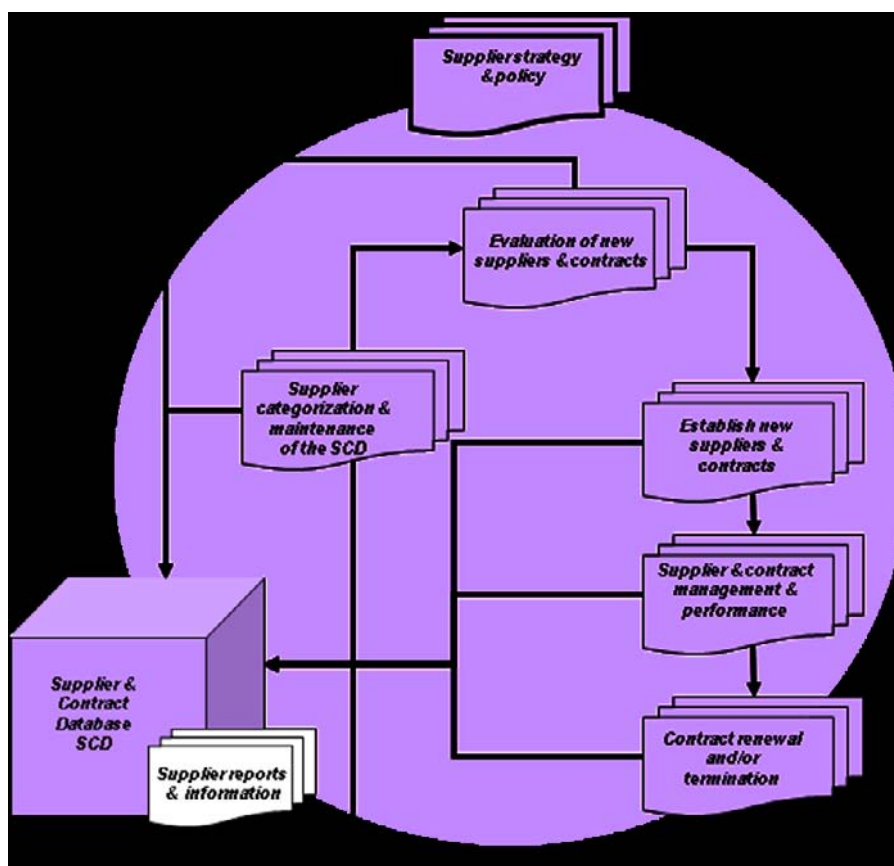 Supplier strategy
& policy
Evaluation of new
suppliers & contracts
Supplier
categorization &
maintenance
of the SCD
Establish new
suppliers &
contracts
Supplier & contract
management &
performance
Supplier &
Contract
Database
SCD
Supplier reports
& information
Contract renewal
and/or
termination